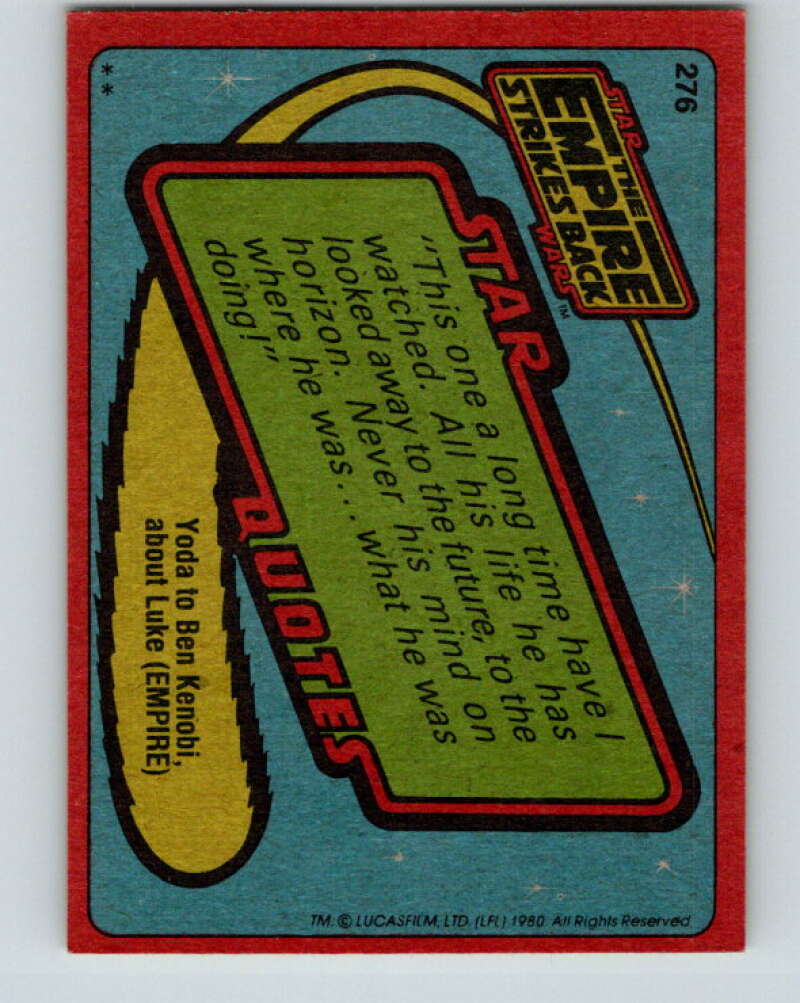 276
STAR
THE
EMPIRE
STRIKES BACK
WARS™
STAR
"This one a long time have I
watched. All his life he has
looked away to the future, to the
horizon. Never his mind on
where he was... what he was
doing!"
QUOTES
Yoda to Ben Kenobi,
about Luke (EMPIRE)
**
TM. © LUCASFILM, LTD. (LFL) 1980. All Rights Reserved